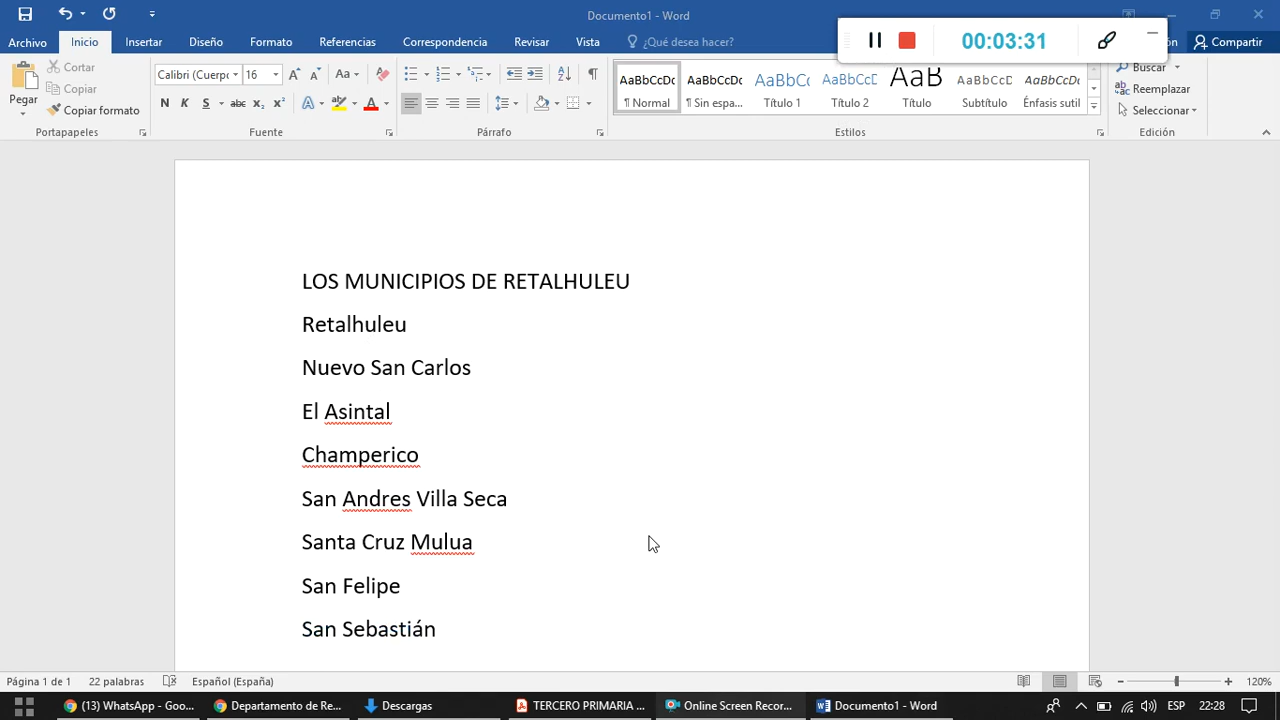 Documento1 - Word
Archivo Inicio Insertar Diseño Formato Referencias Correspondencia Revisar Vista ¿Qué desea hacer? Compartir
00:03:31
Pegar
Cortar
Copiar
Copiar formato
Portapapeles
Calibri (Cuerpo 16
Fuente
Párrafo
AaBbCcDc AaBbCcDc AaBbCc AaBbCcD AaB AaBbCcD AaBbCcDc
¶ Normal ¶ Sin espa... Título 1 Título 2 Título Subtítulo Énfasis sutil
Estilos
Buscar
Reemplazar
Seleccionar
Edición
LOS MUNICIPIOS DE RETALHULEU
Retalhuleu
Nuevo San Carlos
El Asintal
Champerico
San Andres Villa Seca
Santa Cruz Mulua
San Felipe
San Sebastián
Página 1 de 1 22 palabras Español (España) 120%
(13) WhatsApp - Goo... Departamento de Re... Descargas TERCERO PRIMARIA ... Online Screen Recor... Documento1 - Word ESP 22:28